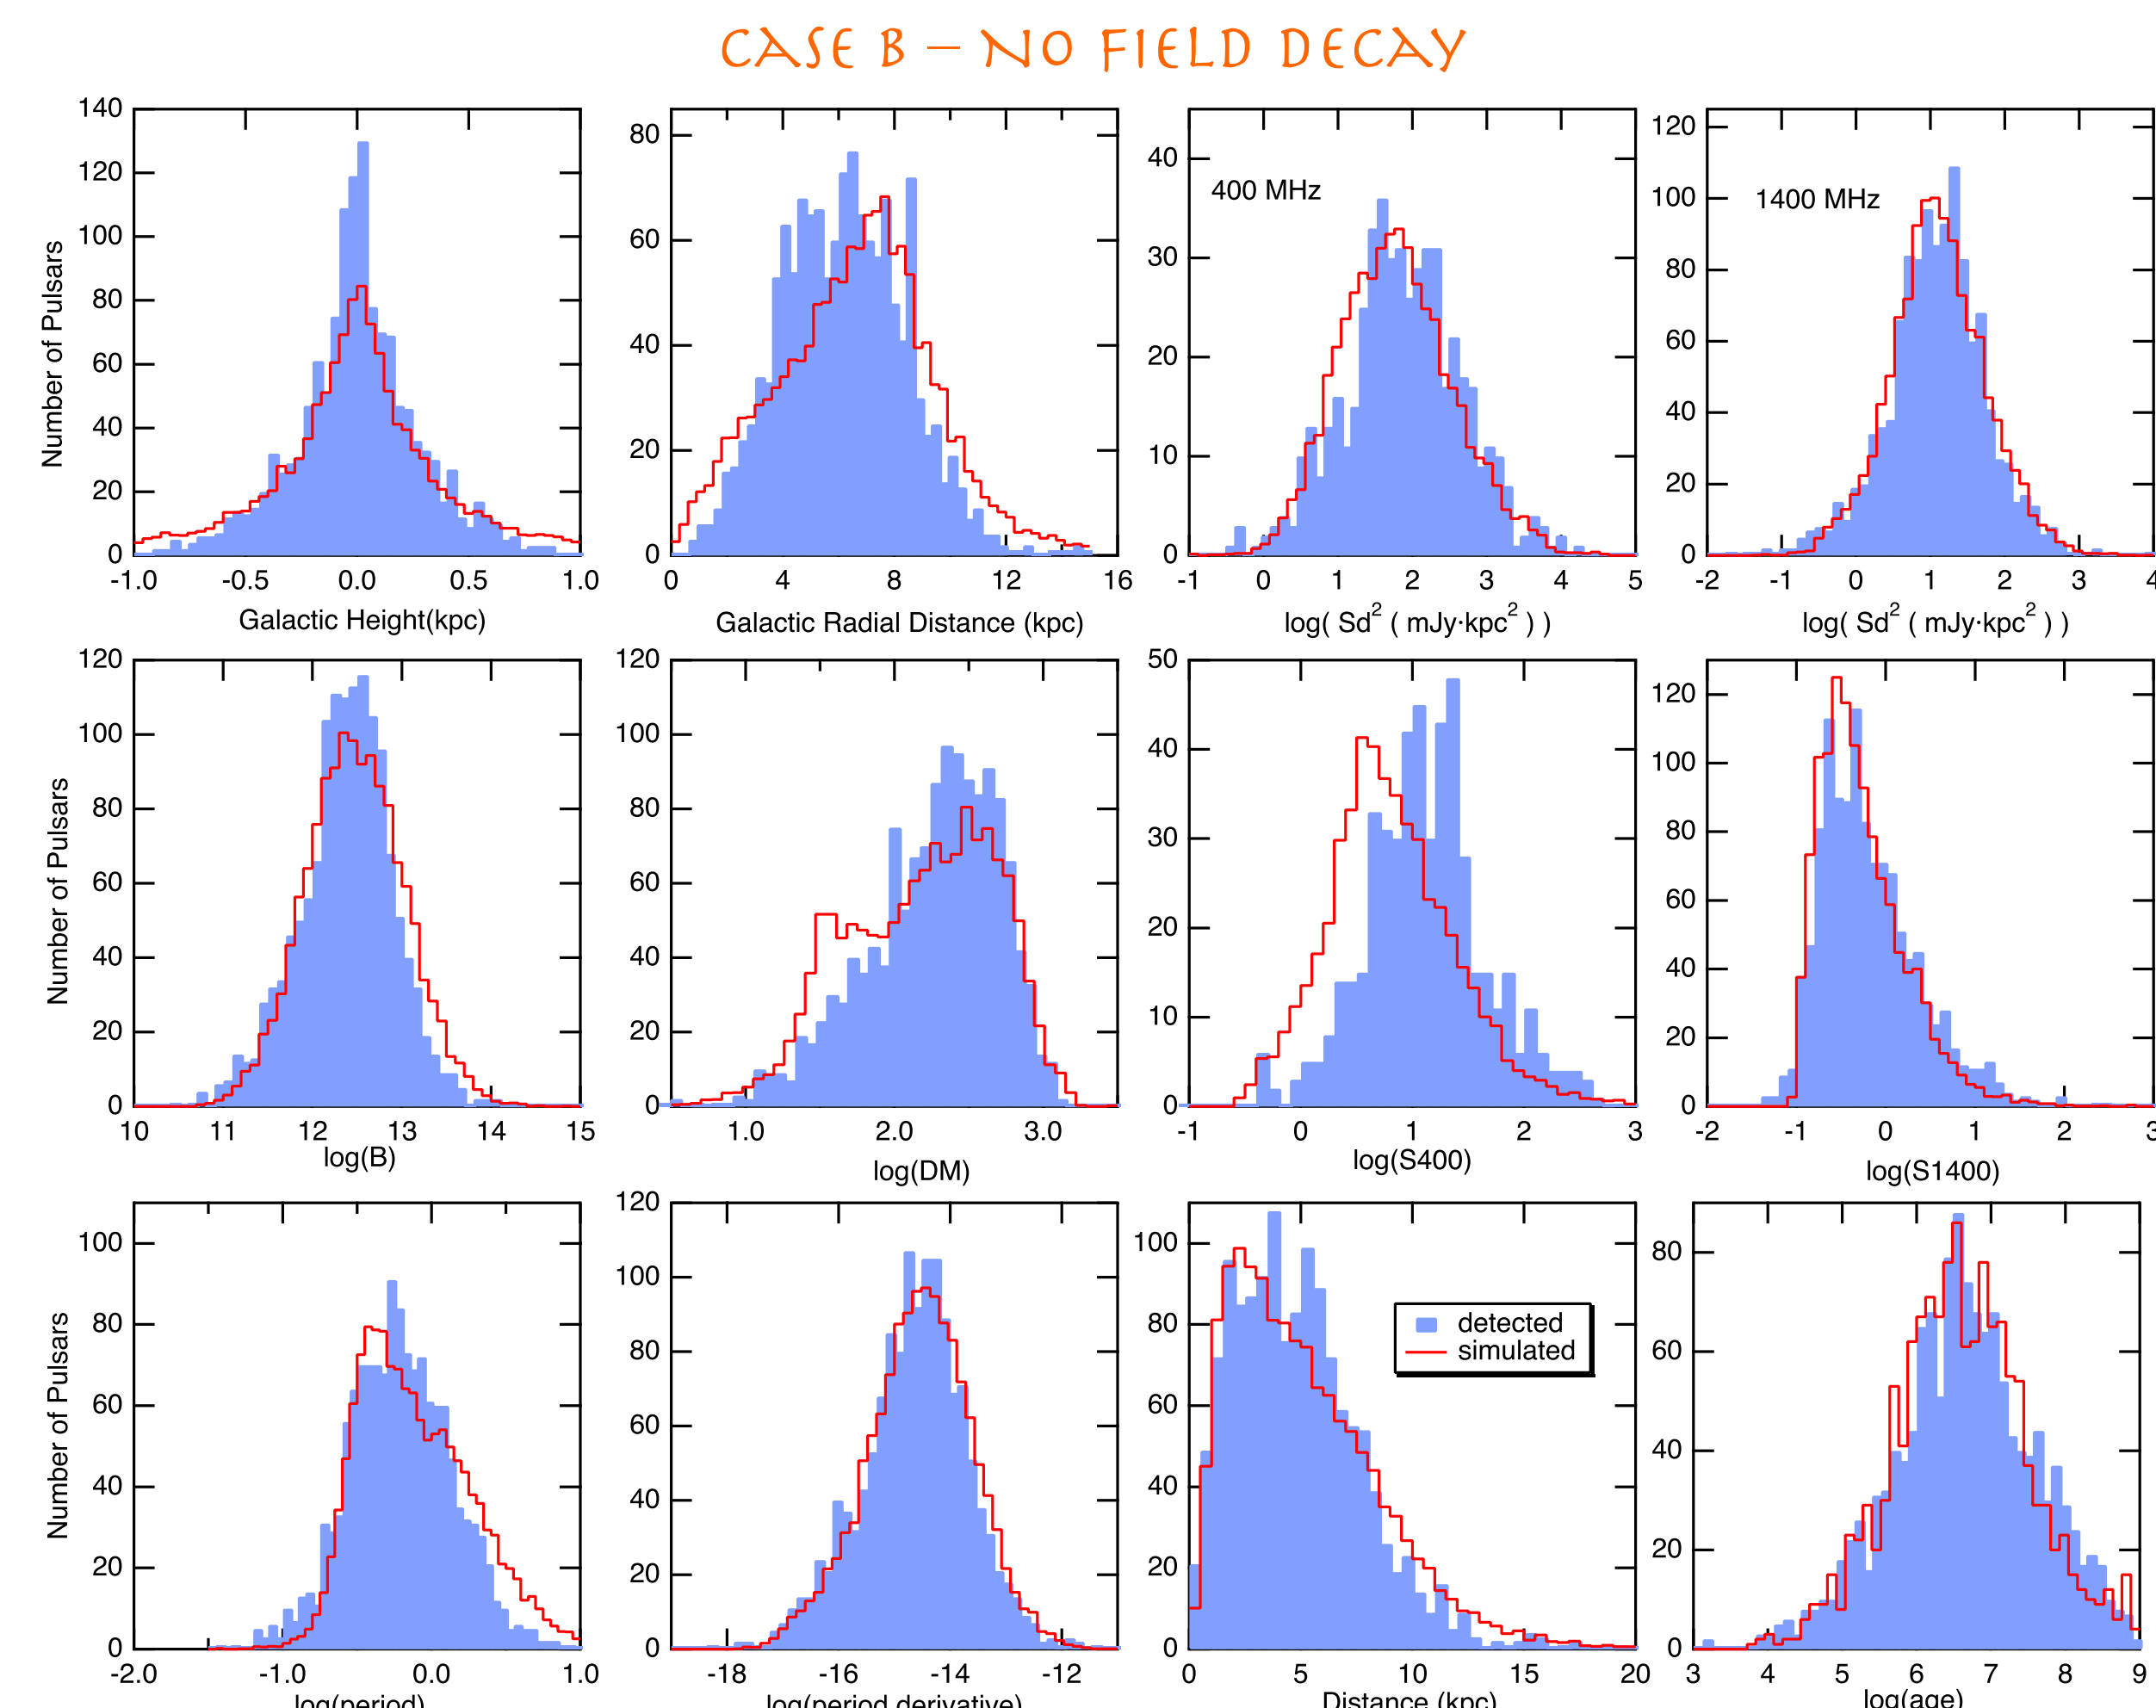 CASE B – NO FIELD DECAY
140
120
100
80
60
40
20
0
-1.0 -0.5 0.0 0.5 1.0
Galactic Height(kpc)
Number of Pulsars
80
60
40
20
0
0 4 8 12 16
Galactic Radial Distance (kpc)
400 MHz
40
30
20
10
0
-1 0 1 2 3 4 5
log( Sd² ( mJy·kpc² ) )
1400 MHz
120
100
80
60
40
20
0
-2 -1 0 1 2 3 4
log( Sd² ( mJy·kpc² ) )
120
100
80
60
40
20
0
10 11 12 13 14 15
log(B)
Number of Pulsars
120
100
80
60
40
20
0
1.0 2.0 3.0
log(DM)
50
40
30
20
10
0
-1 0 1 2 3
log(S400)
120
100
80
60
40
20
0
-2 -1 0 1 2 3
log(S1400)
100
80
60
40
20
0
-2.0 -1.0 0.0 1.0
log(period)
Number of Pulsars
120
100
80
60
40
20
0
-18 -16 -14 -12
log(period derivative)
100
80
60
40
20
0
0 5 10 15 20
Distance (kpc)
detected
simulated
80
60
40
20
0
3 4 5 6 7 8 9
log(age)